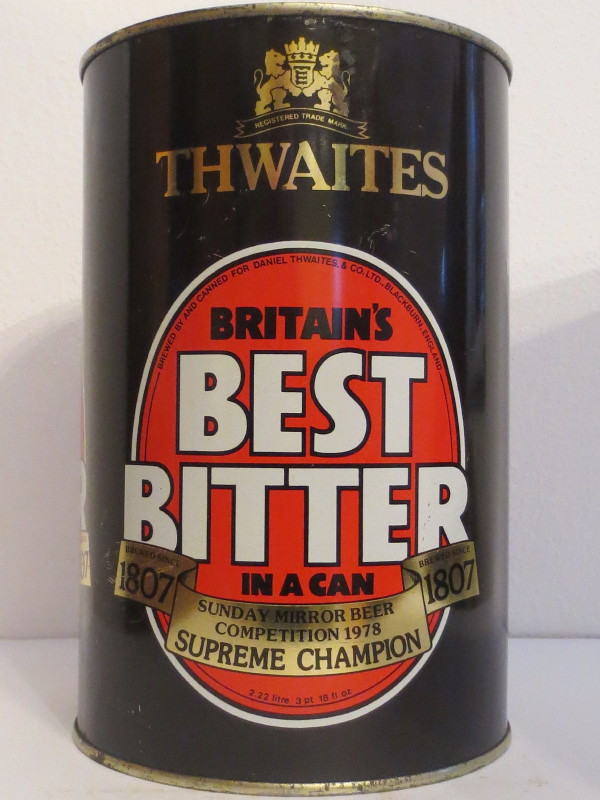 REGISTERED TRADE MARK
THWAITES
BREWED BY AND CANNED FOR DANIEL THWAITES & CO. LTD., BLACKBURN, ENGLAND
BRITAIN'S
BEST
BITTER
IN A CAN
BREWED SINCE
1807
BREWED SINCE
1807
SUNDAY MIRROR BEER
COMPETITION 1978
SUPREME CHAMPION
2.22 litre 3 pt 18 fl oz